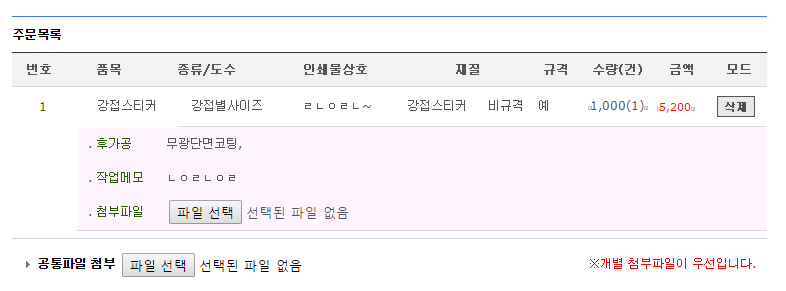 주문목록
번호 품목 종류/도수 인쇄물상호 재질 규격 수량(건) 금액 모드
1 강접스티커 강접별사이즈 ㄹㄴㅇㄹㄴ~ 강접스티커 비규격 예 1,000(1) 5,200 삭제
. 후가공 무광단면코팅,
. 작업메모 ㄴㅇㄹㄴㅇㄹ
. 첨부파일 파일 선택 선택된 파일 없음
공통파일 첨부 파일 선택 선택된 파일 없음 ※개별 첨부파일이 우선입니다.